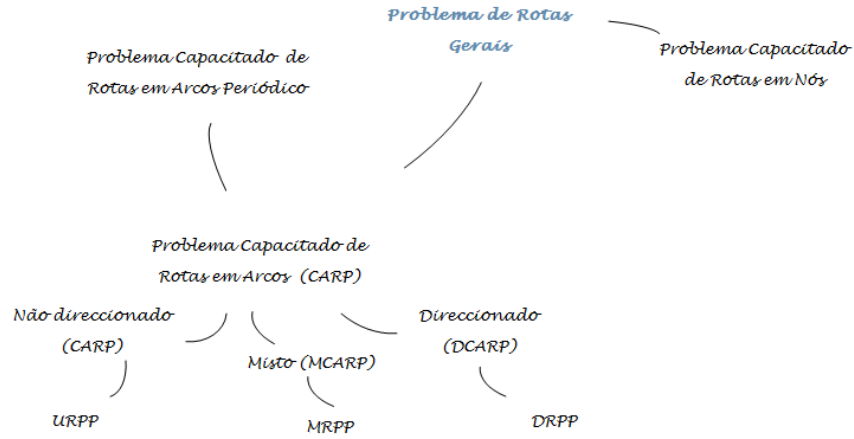 Problema de Rotas
Gerais
Problema Capacitado de
Rotas em Arcos Periódico
Problema Capacitado
de Rotas em Nós
Problema Capacitado de
Rotas em Arcos (CARP)
Não direccionado
(CARP)
Misto (MCARP)
Direccionado
(DCARP)
URPP
MRPP
DRPP